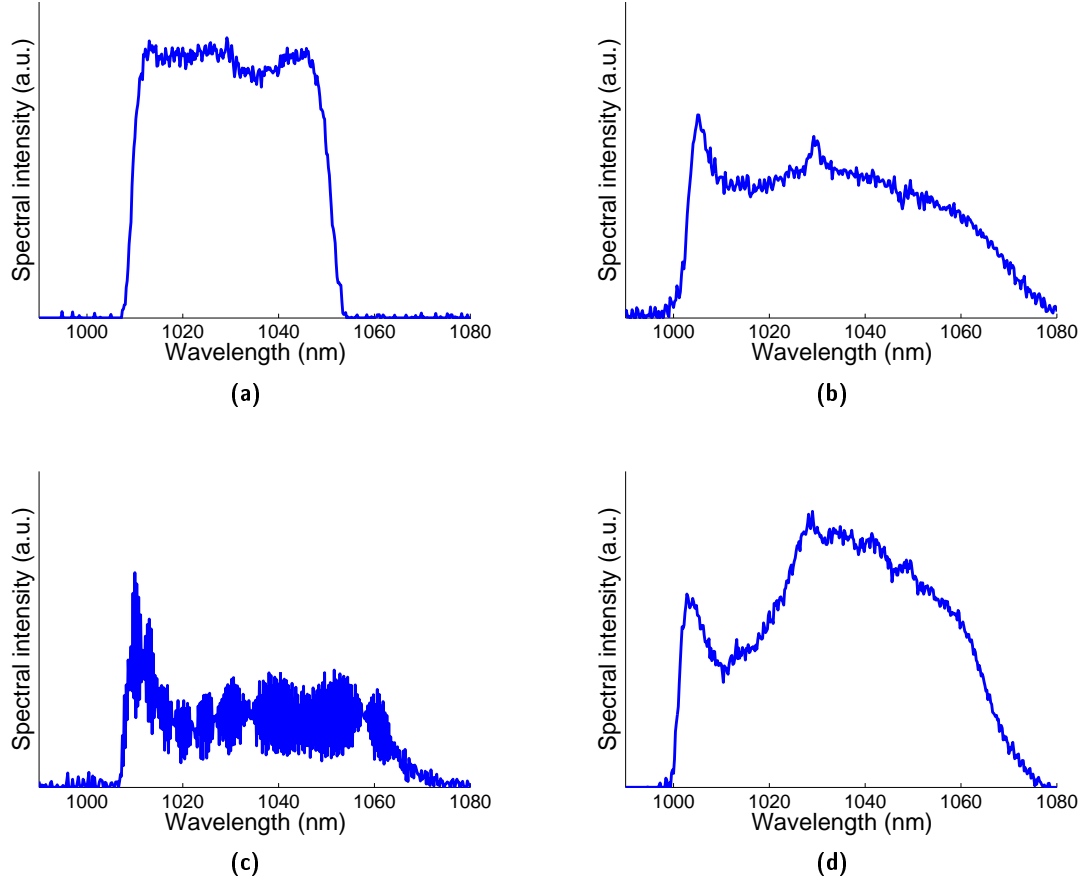 Spectral intensity (a.u.)
1000 1020 1040 1060 1080
Wavelength (nm)
(a)
Spectral intensity (a.u.)
1000 1020 1040 1060 1080
Wavelength (nm)
(b)
Spectral intensity (a.u.)
1000 1020 1040 1060 1080
Wavelength (nm)
(c)
Spectral intensity (a.u.)
1000 1020 1040 1060 1080
Wavelength (nm)
(d)